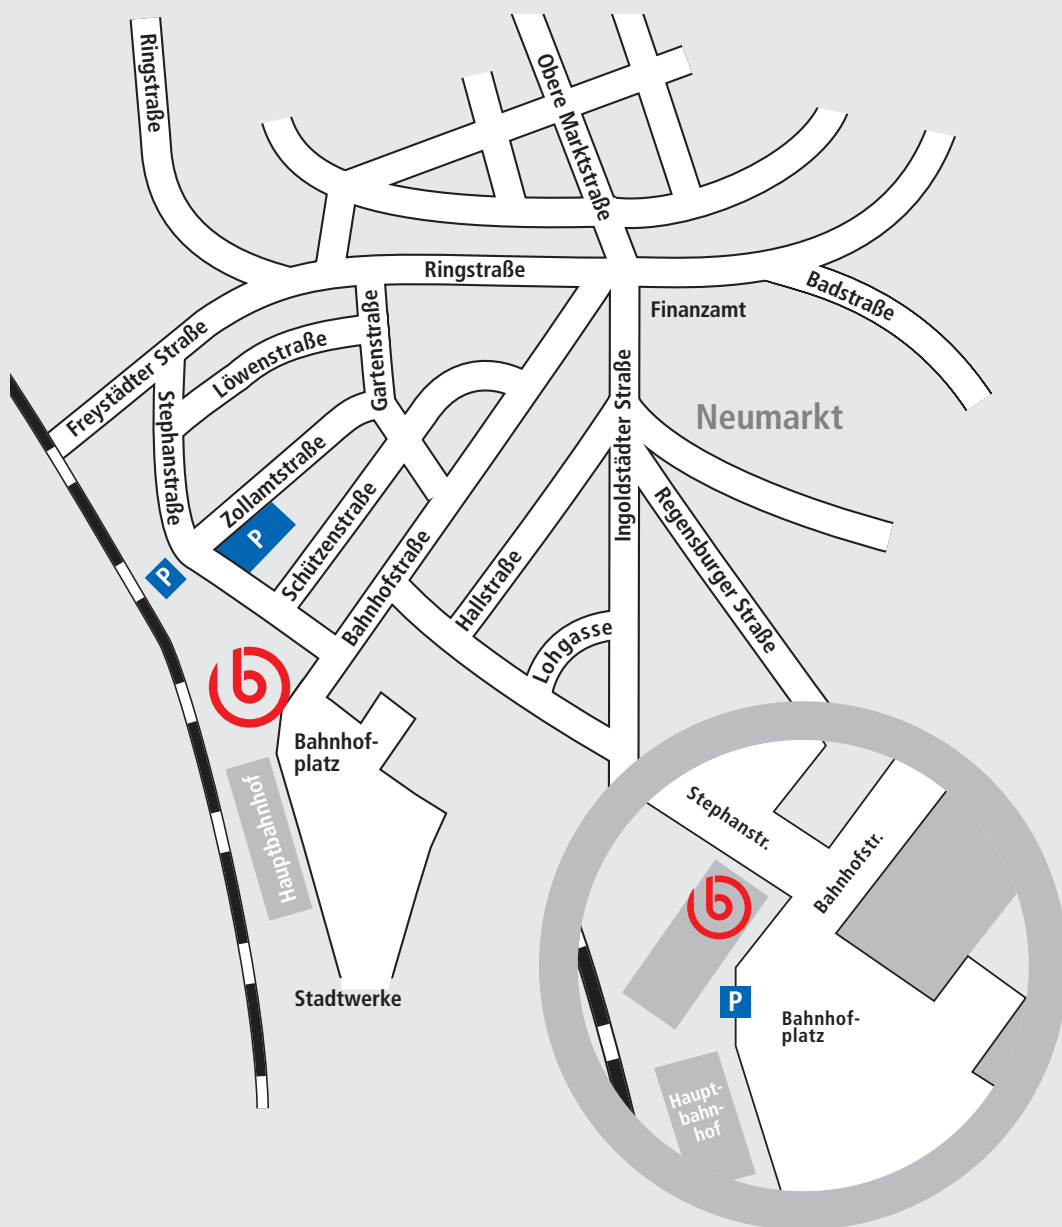 Ringstraße
Obere Marktstraße
Ringstraße
Badstraße
Finanzamt
Freystädter Straße
Löwenstraße
Gartenstraße
Stephanstraße
Ingoldstädter Straße
Neumarkt
Zollamtstraße
P
Schützenstraße
Bahnhofstraße
Hallstraße
Regensburger Straße
P
Lohgasse
b
Bahnhof-
platz
Hauptbahnhof
Stadtwerke
Stephanstr.
Bahnhofstr.
b
P
Bahnhof-
platz
Haupt-
bahn-
hof